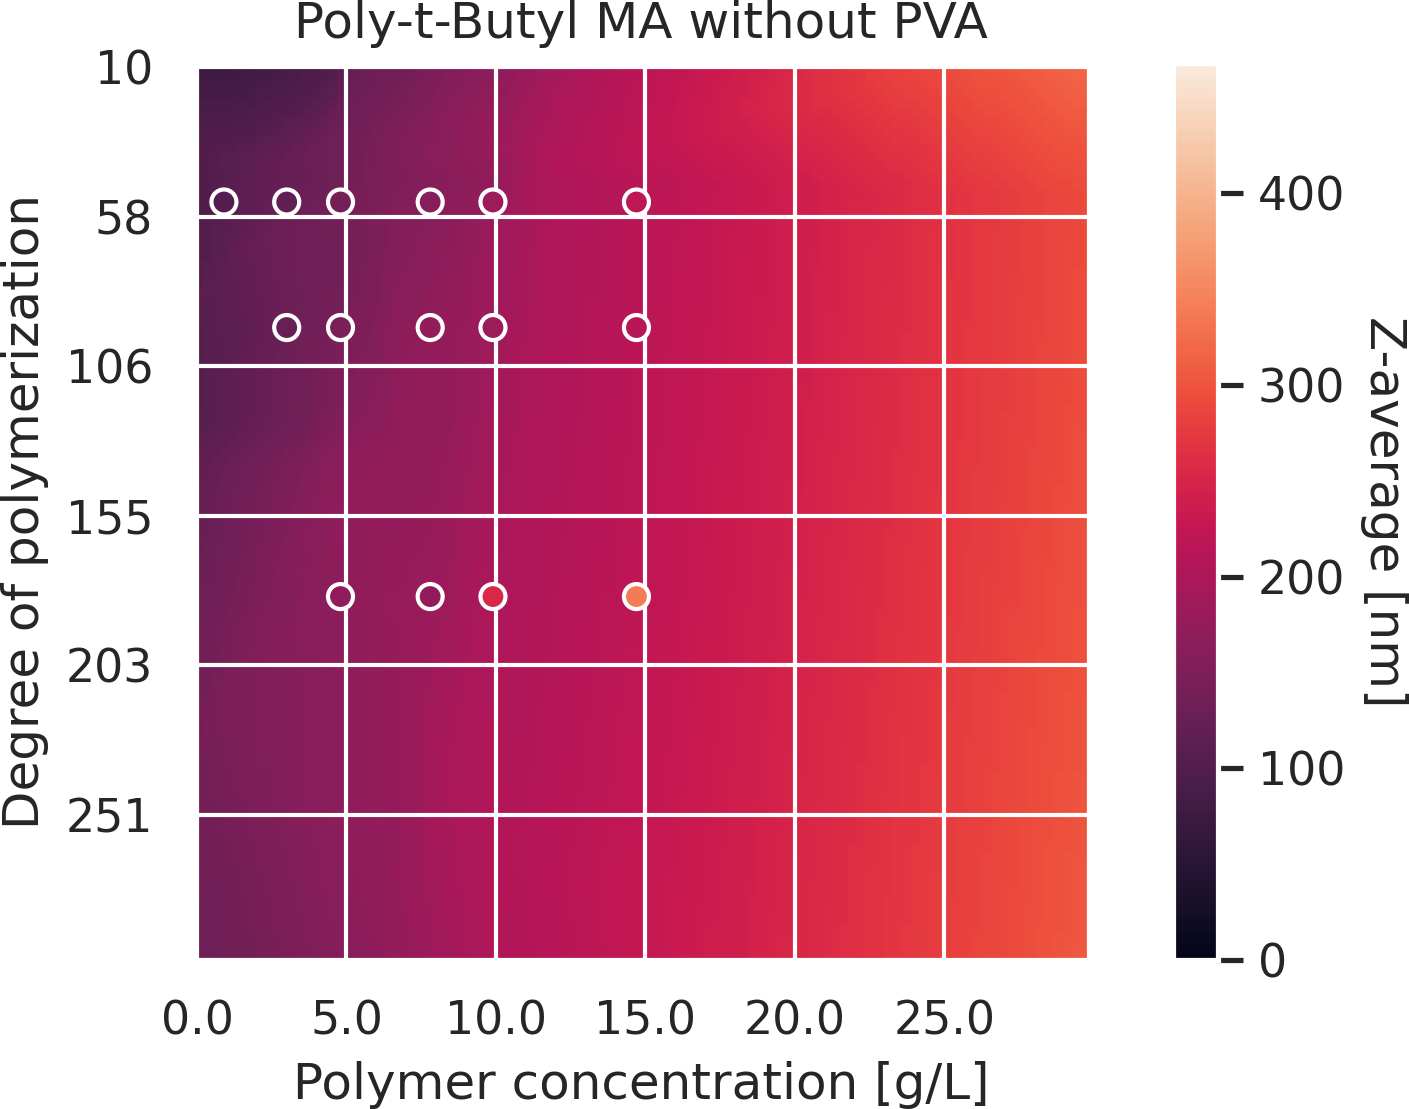 Poly-t-Butyl MA without PVA
10
58
106
155
203
251
Degree of polymerization
0.0 5.0 10.0 15.0 20.0 25.0
Polymer concentration [g/L]
400
300
200
100
0
Z-average [nm]